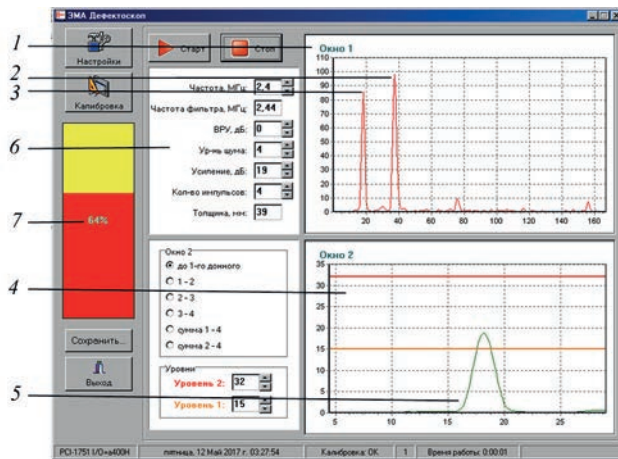 ЭМА Дефектоскоп
Настройки
Калибровка
64%
Сохранить...
Выход
Старт
Стоп
Частота, МГц: 2,4
Частота фильтра, МГц: 2,44
ВРУ, дБ: 0
Ур-нь шума: 4
Усиление, дБ: 19
Кол-во импульсов: 4
Толщина, мм: 39
Окно 2
до 1-го донного
1 - 2
2 - 3
3 - 4
сумма 1 - 4
сумма 2 - 4
Уровни
Уровень 2: 32
Уровень 1: 15
Окно 1
110
100
90
80
70
60
50
40
30
20
10
0
20 40 60 80 100 120 140 160
Окно 2
35
30
25
20
15
10
5
0
5 10 15 20 25
PCI-1751 I/O=a400H пятница, 12 Май 2017 г. 03:27:54 Калибровка: OK 1 Время работы: 0:00:01
1
2
3
6
7
4
5